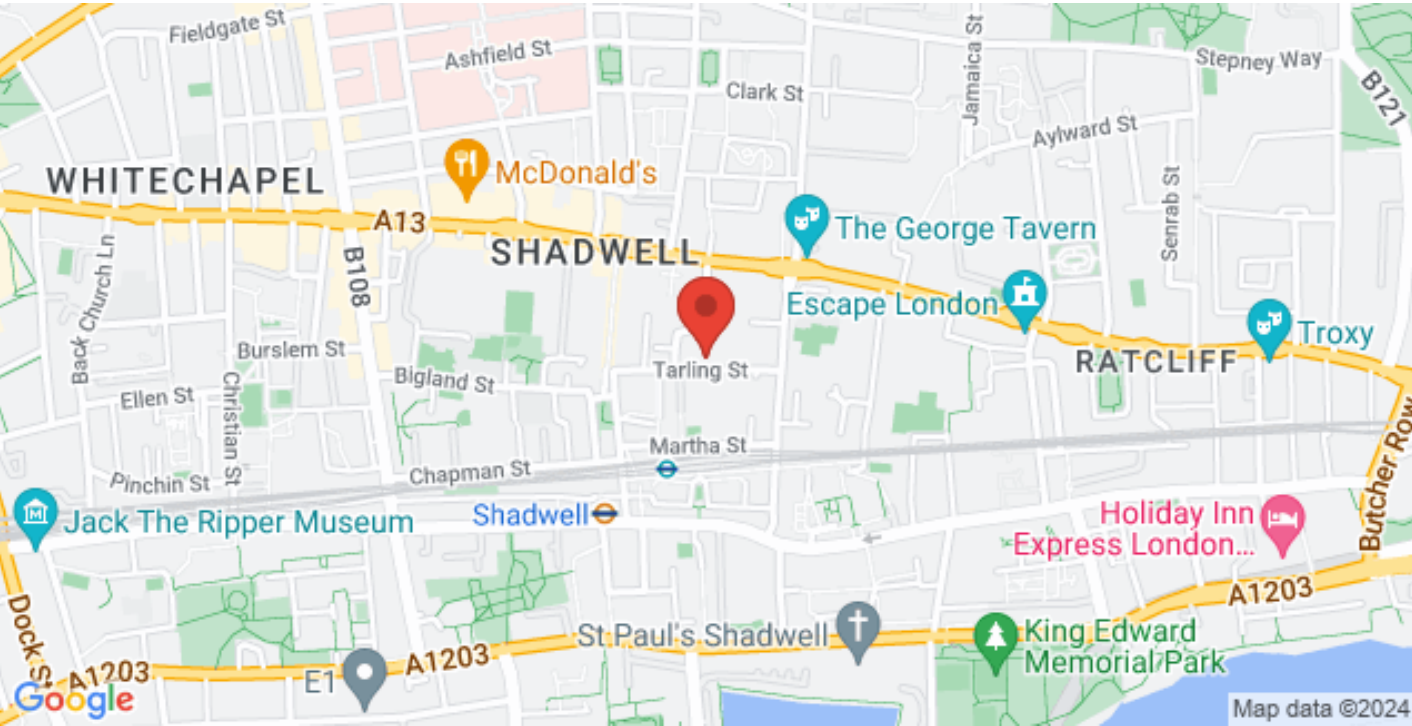 Fieldgate St
Ashfield St
Jamaica St
Stepney Way
Clark St
B121
Aylward St
WHITECHAPEL
McDonald's
Senrab St
A13
The George Tavern
SHADWELL
Back Church Ln
B108
Escape London
Troxy
Burslem St
Tarling St
RATCLIFF
Bigland St
Ellen St
Christian St
Martha St
Butcher Row
Chapman St
Pinchin St
Jack The Ripper Museum
Shadwell
Holiday Inn
Express London...
A1203
Dock St
St Paul's Shadwell
King Edward
Memorial Park
A1203
A1203
E1
Google
Map data ©2024